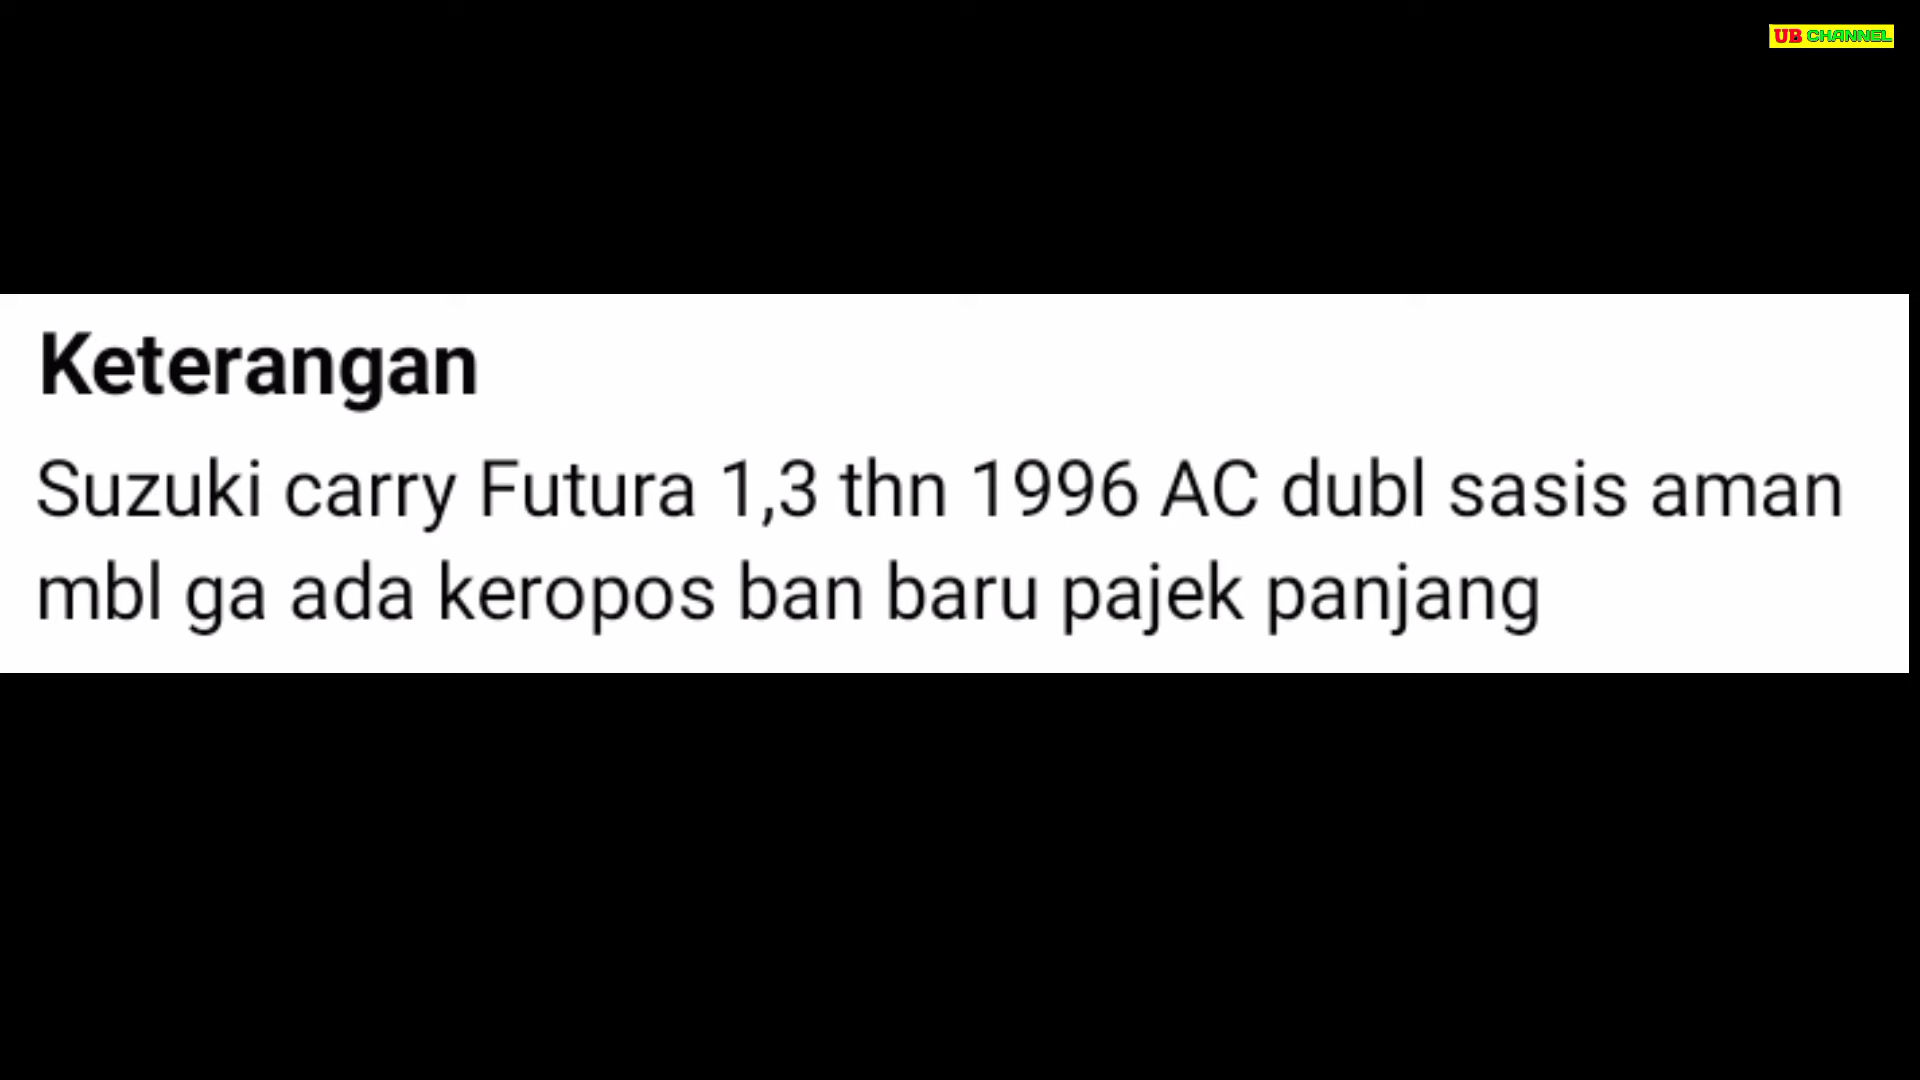 UB CHANNEL
Keterangan
Suzuki carry Futura 1,3 thn 1996 AC dubl sasis aman
mbl ga ada keropos ban baru pajek panjang